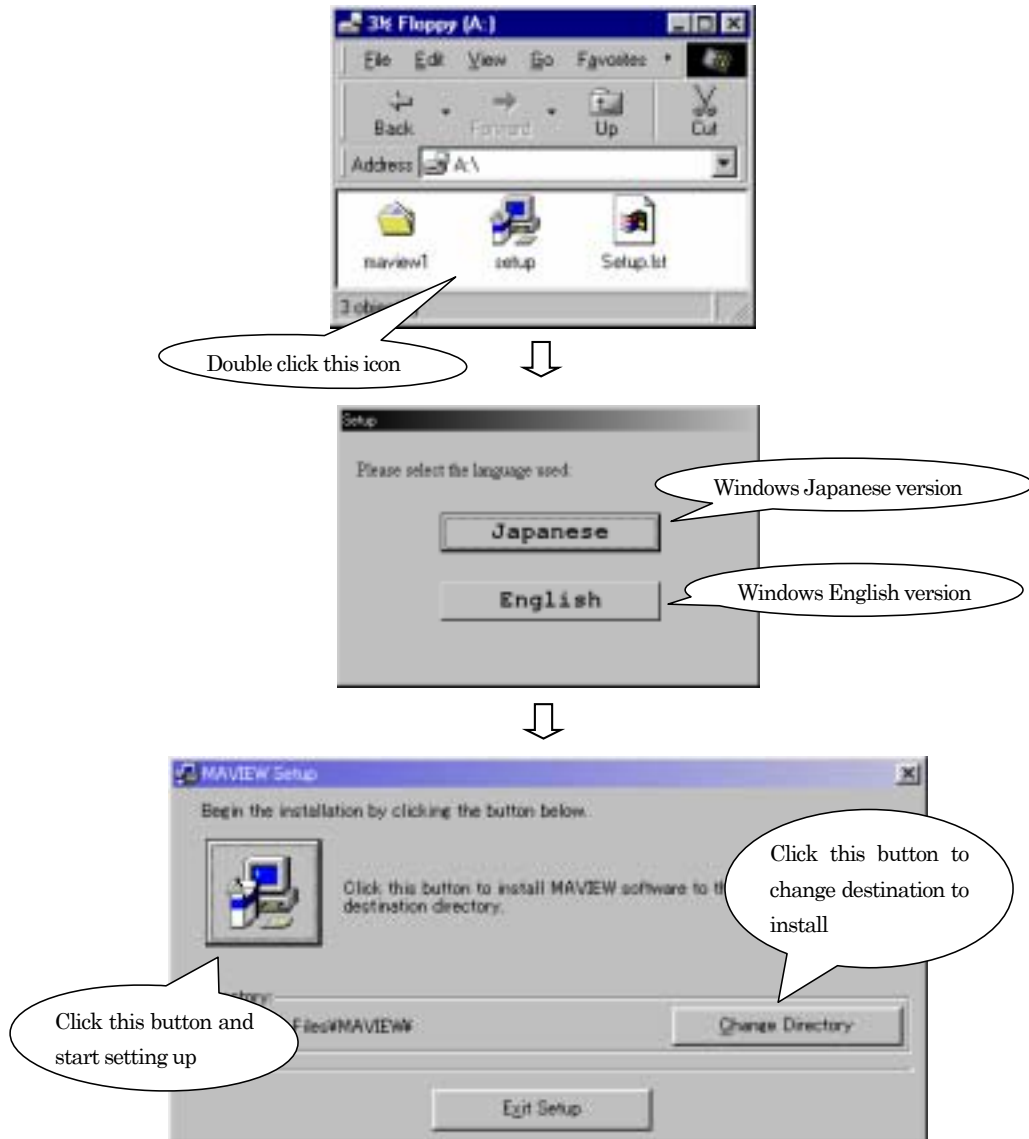 3½ Floppy (A:)
File Edit View Go Favorites
Back Forward Up Cut
Address A:\
maview1 setup Setup.lst
3
Double click this icon
Setup
Please select the language used:
Windows Japanese version
Japanese
English
Windows English version
MAVIEW Setup
Begin the installation by clicking the button below.
Click this button to install MAVIEW software to
destination directory.
Click this button to
change destination to
install
Files¥MAVIEW¥
Change Directory
Click this button and
start setting up
Exit Setup